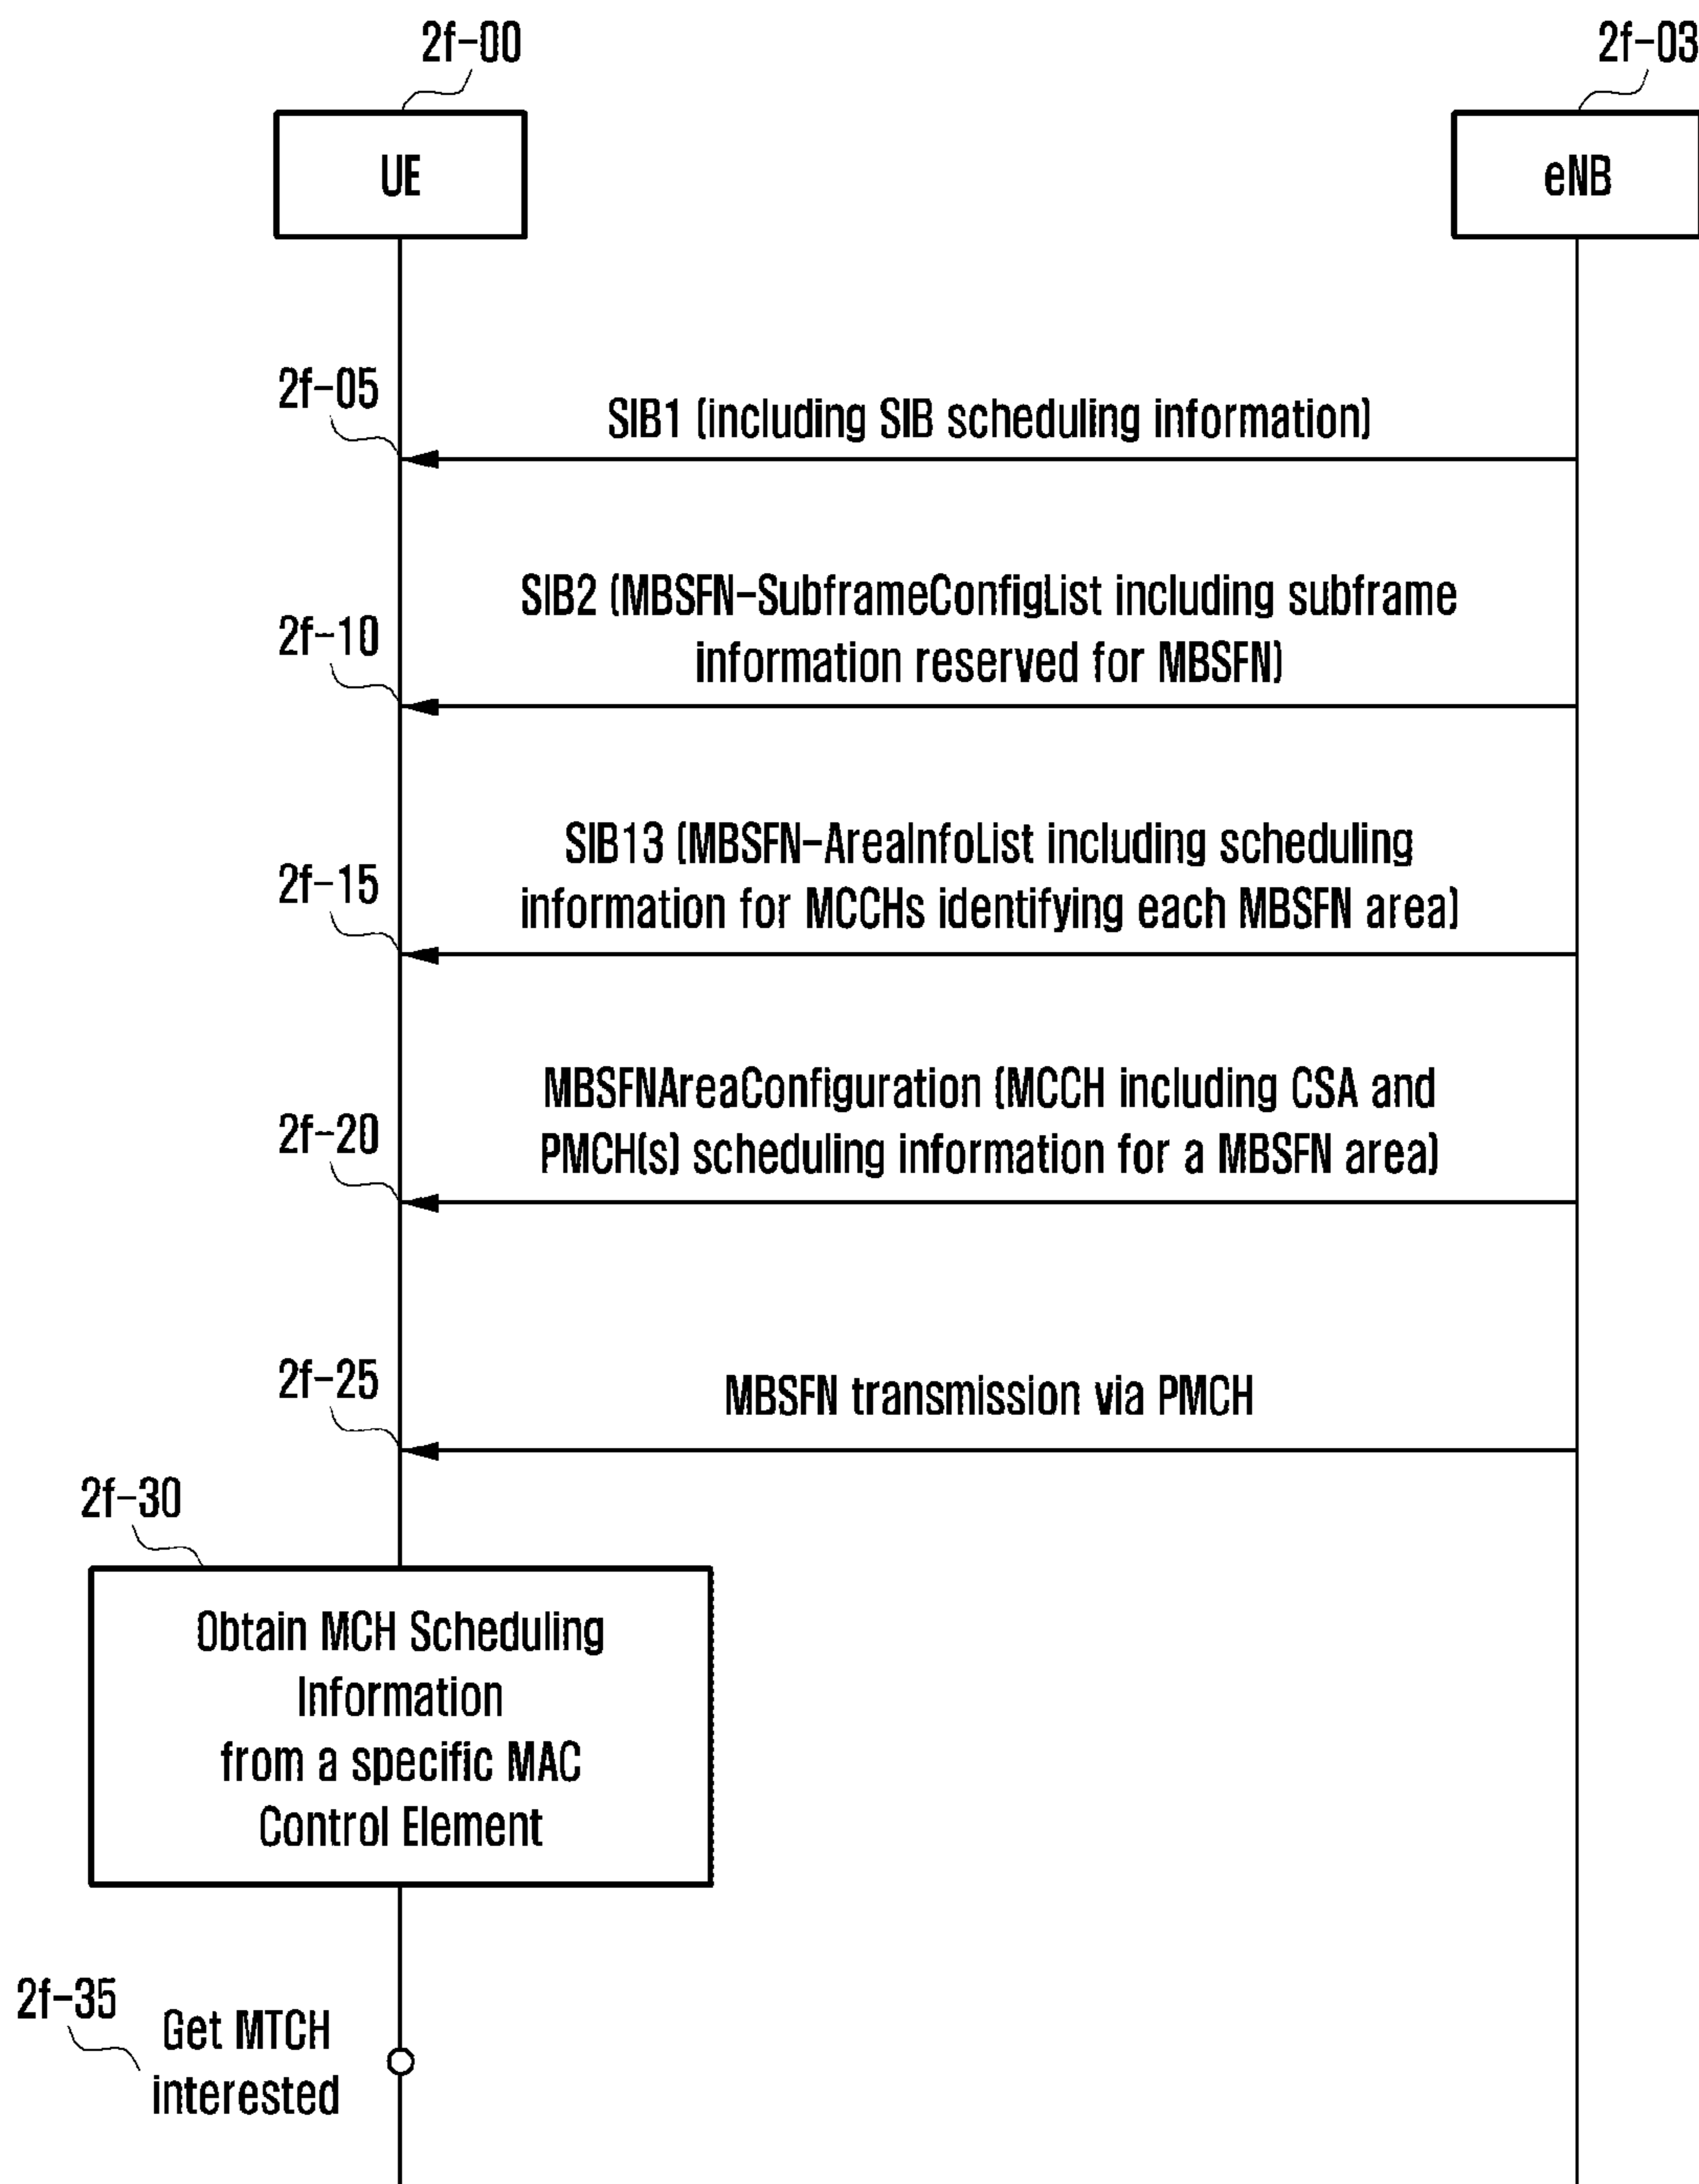 2f-00
2f-03
UE
eNB
2f-05
SIB1 (including SIB scheduling information)
2f-10
SIB2 (MBSFN-SubframeConfigList including subframe
information reserved for MBSFN)
2f-15
SIB13 (MBSFN-AreaInfoList including scheduling
information for MCCHs identifying each MBSFN area)
2f-20
MBSFNAreaConfiguration (MCCH including CSA and
PMCH(s) scheduling information for a MBSFN area)
2f-25
MBSFN transmission via PMCH
2f-30
Obtain MCH Scheduling
Information
from a specific MAC
Control Element
2f-35
Get MTCH
interested